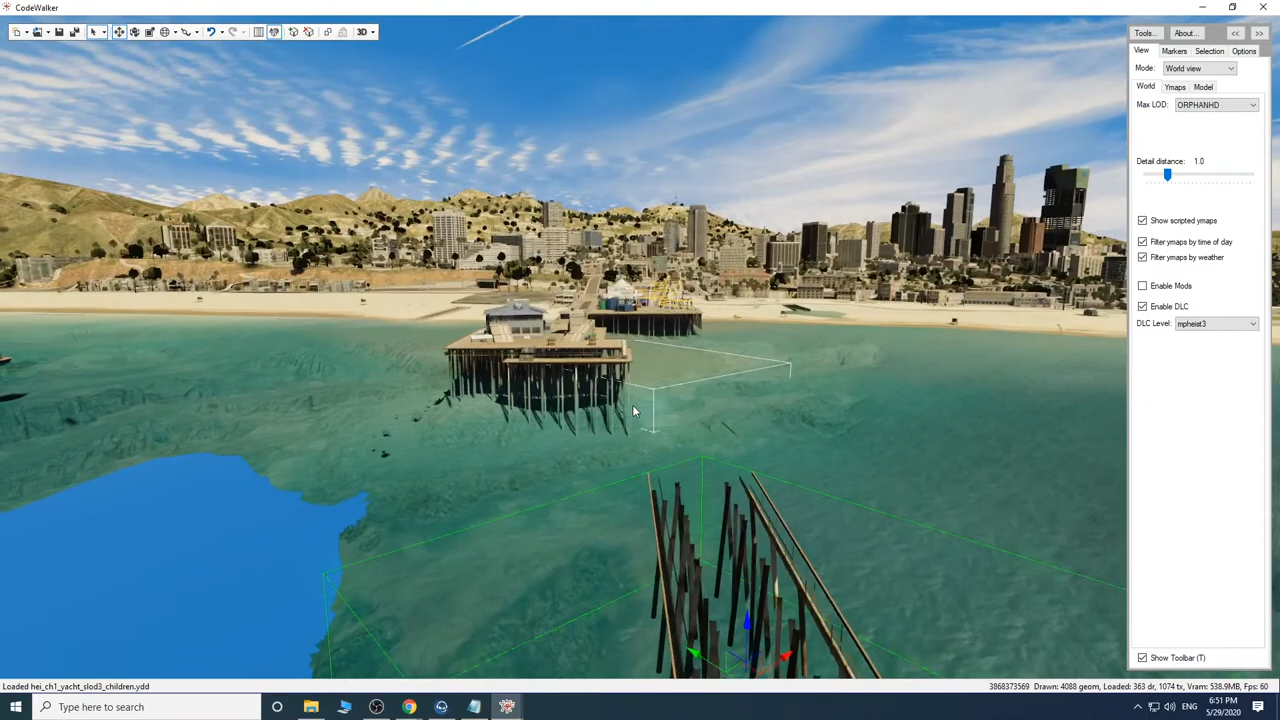 CodeWalker
3D
Tools... About... << >>
View Markers Selection Options
Mode: World view
World Ymaps Model
Max LOD: ORPHANHD
Detail distance: 1.0
Show scripted ymaps
Filter ymaps by time of day
Filter ymaps by weather
Enable Mods
Enable DLC
DLC Level: mpheist3
Show Toolbar (T)
Loaded hei_ch1_yacht_slod3_children.ydd
3868373569 Drawn: 4088 geom, Loaded: 363 dr, 1074 tx, Vram: 538.9MB, Fps: 60
Type here to search
ENG
6:51 PM
5/29/2020